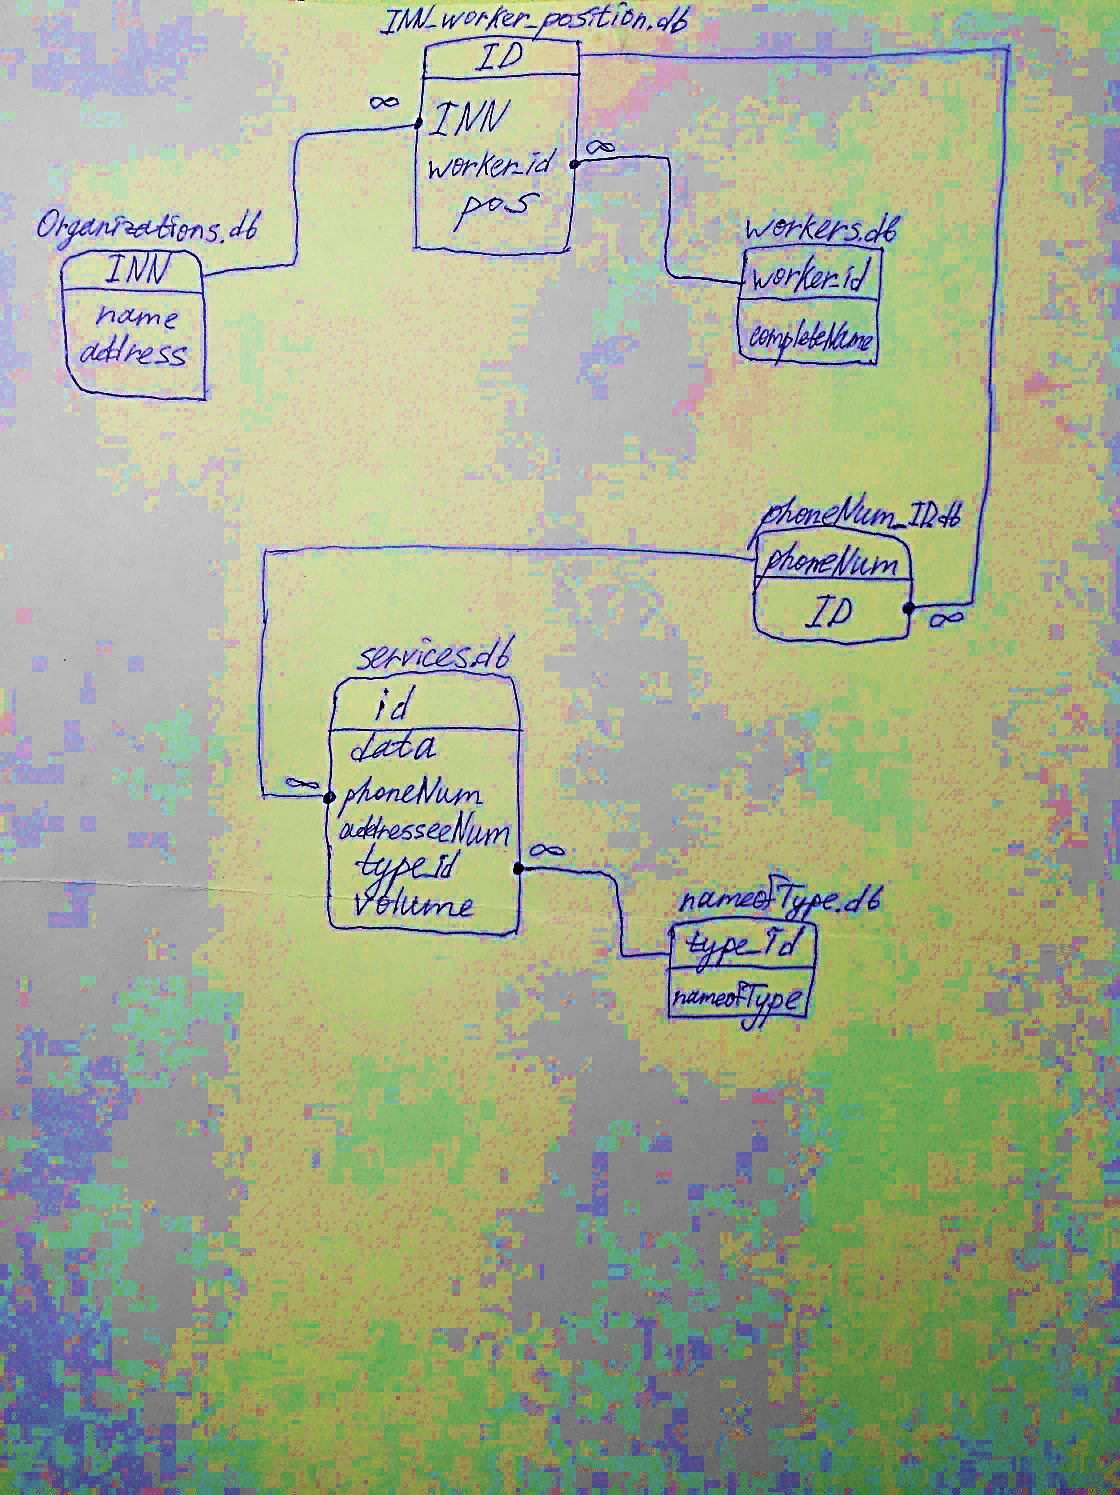 INN_worker_position.db
ID
∞
INN
worker_id
∞
pos
Organizations.db
INN
name
address
workers.db
worker_id
completeName
phoneNum_ID.db
phoneNum
ID
∞
services.db
id
data
∞
phoneNum
addresseeNum
type_id
∞
volume
nameofType.db
type_id
nameofType